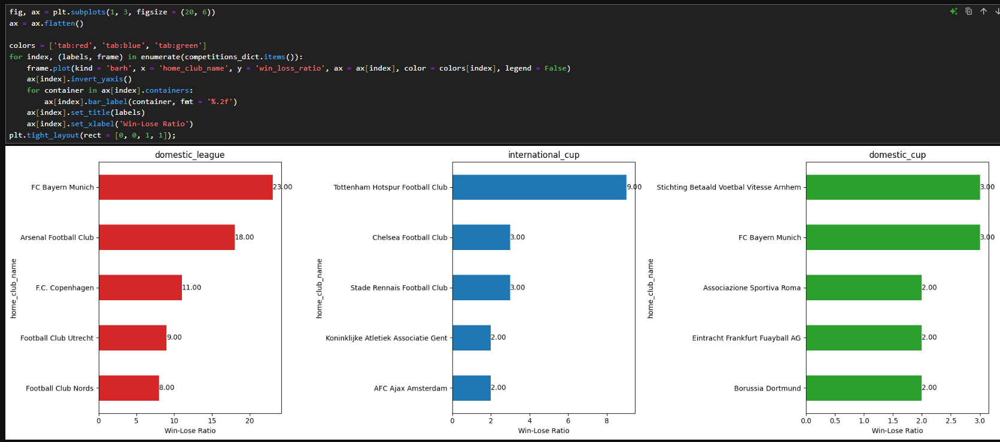 fig, ax = plt.subplots(1, 3, figsize = (20, 6))
ax = ax.flatten()
colors = ['tab:red', 'tab:blue', 'tab:green']
for index, (labels, frame) in enumerate(competitions_dict.items()):
    frame.plot(kind = 'barh', x = 'home_club_name', y = 'win_loss_ratio', ax = ax[index], color = colors[index], legend = False)
    ax[index].invert_yaxis()
    for container in ax[index].containers:
        ax[index].bar_label(container, fmt = '%.2f')
    ax[index].set_title(labels)
    ax[index].set_xlabel('Win-Lose Ratio')
plt.tight_layout(rect = [0, 0, 1, 1]);
domestic_league
home_club_name
FC Bayern Munich 23.00
Arsenal Football Club 18.00
F.C. Copenhagen 11.00
Football Club Utrecht 9.00
Football Club Nords 8.00
0 5 10 15 20
Win-Lose Ratio
international_cup
home_club_name
Tottenham Hotspur Football Club 9.00
Chelsea Football Club 3.00
Stade Rennais Football Club 3.00
Koninklijke Atletiek Associatie Gent 2.00
AFC Ajax Amsterdam 2.00
0 2 4 6 8
Win-Lose Ratio
domestic_cup
home_club_name
Stichting Betaald Voetbal Vitesse Arnhem 3.00
FC Bayern Munich 3.00
Associazione Sportiva Roma 2.00
Eintracht Frankfurt Fuayball AG 2.00
Borussia Dortmund 2.00
0.0 0.5 1.0 1.5 2.0 2.5 3.0
Win-Lose Ratio